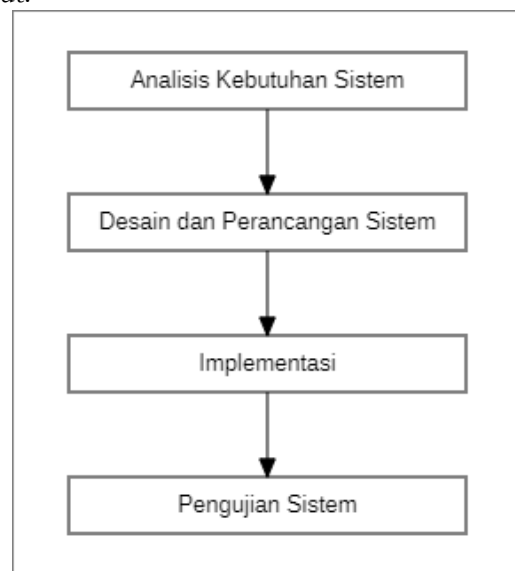 Analisis Kebutuhan Sistem
Desain dan Perancangan Sistem
Implementasi
Pengujian Sistem